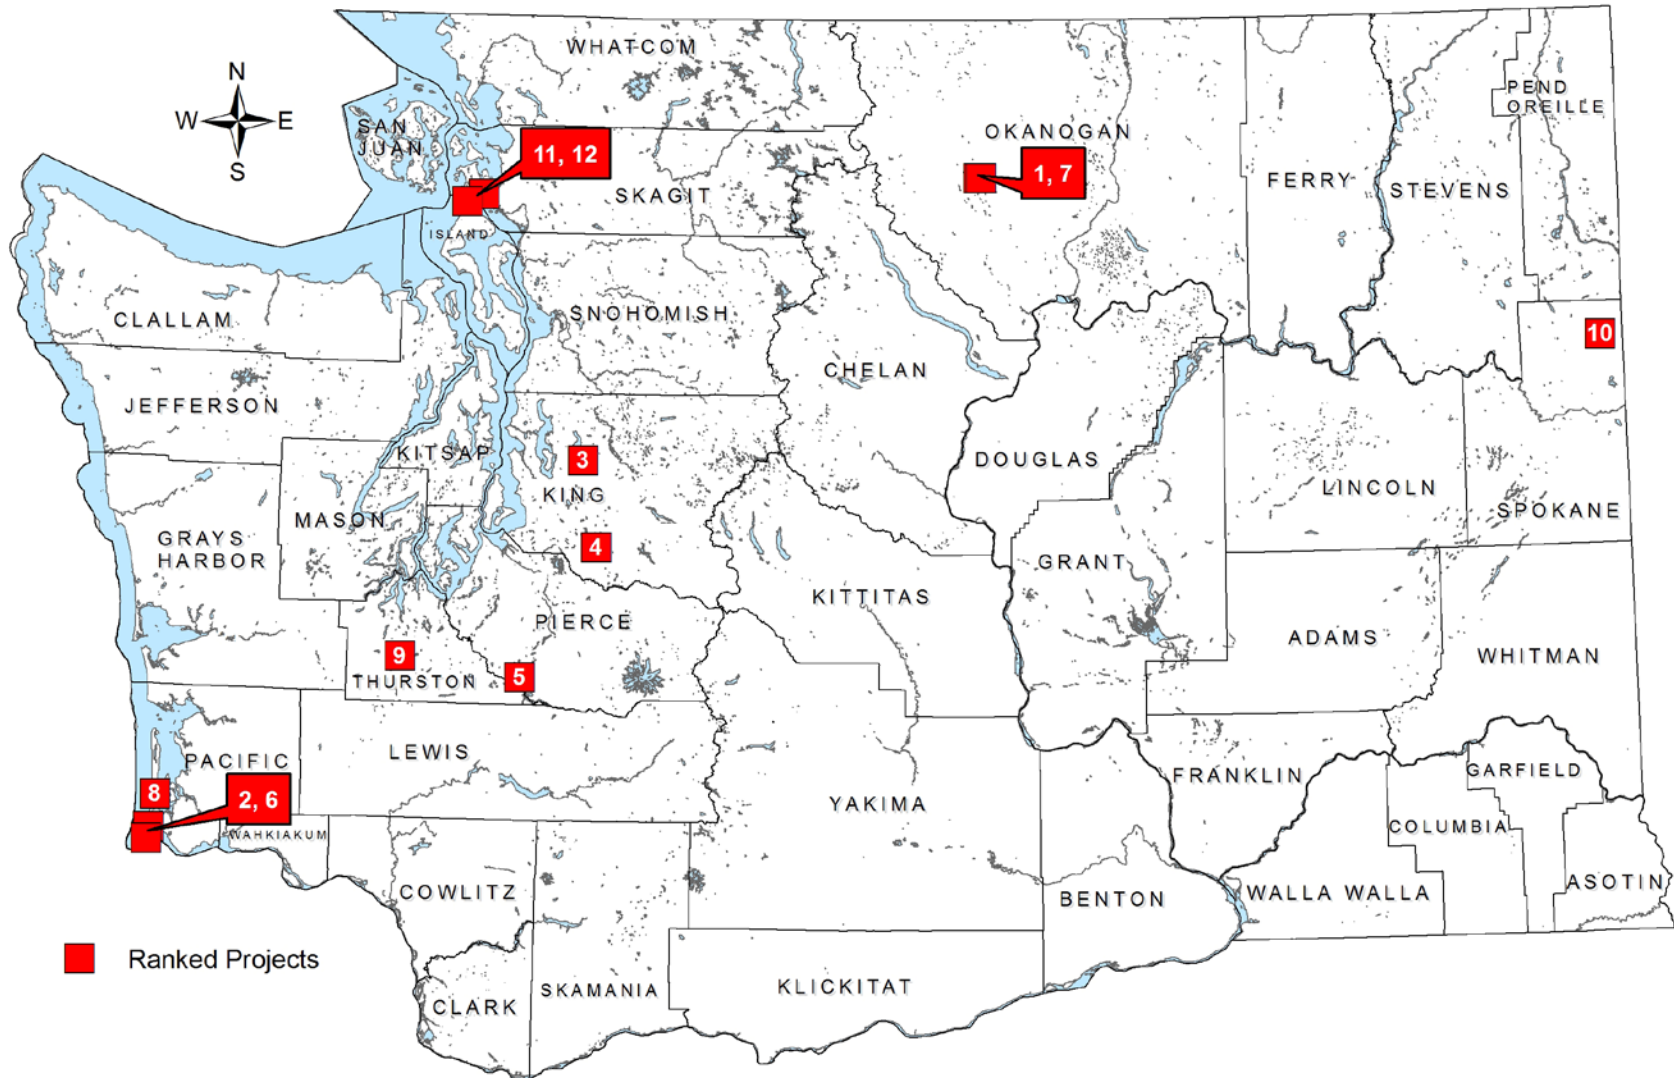 WHATCOM
N
W E
S
SAN
JUAN
11, 12
OKANOGAN
1, 7
PEND
OREILLE
SKAGIT
FERRY
STEVENS
ISLAND
CLALLAM
SNOHOMISH
10
CHELAN
JEFFERSON
KITSAP
3
KING
DOUGLAS
LINCOLN
SPOKANE
MASON
GRAYS
HARBOR
4
GRANT
KITTITAS
PIERCE
ADAMS
WHITMAN
9
THURSTON
5
LEWIS
PACIFIC
8
2, 6
WAHKIAKUM
YAKIMA
FRANKLIN
GARFIELD
COLUMBIA
COWLITZ
BENTON
WALLA WALLA
ASOTIN
Ranked Projects
CLARK
SKAMANIA
KLICKITAT